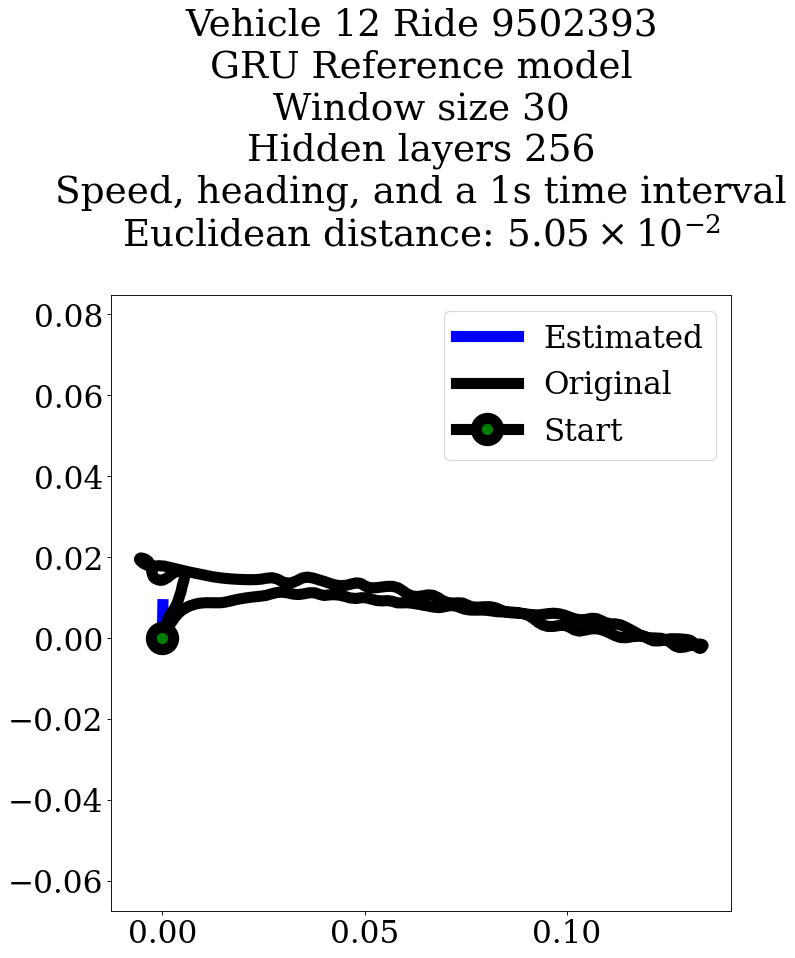 Vehicle 12 Ride 9502393
GRU Reference model
Window size 30
Hidden layers 256
Speed, heading, and a 1s time interval
Euclidean distance: 5.05 × 10⁻²
Estimated
Original
Start
0.08
0.06
0.04
0.02
0.00
−0.02
−0.04
−0.06
0.00 0.05 0.10